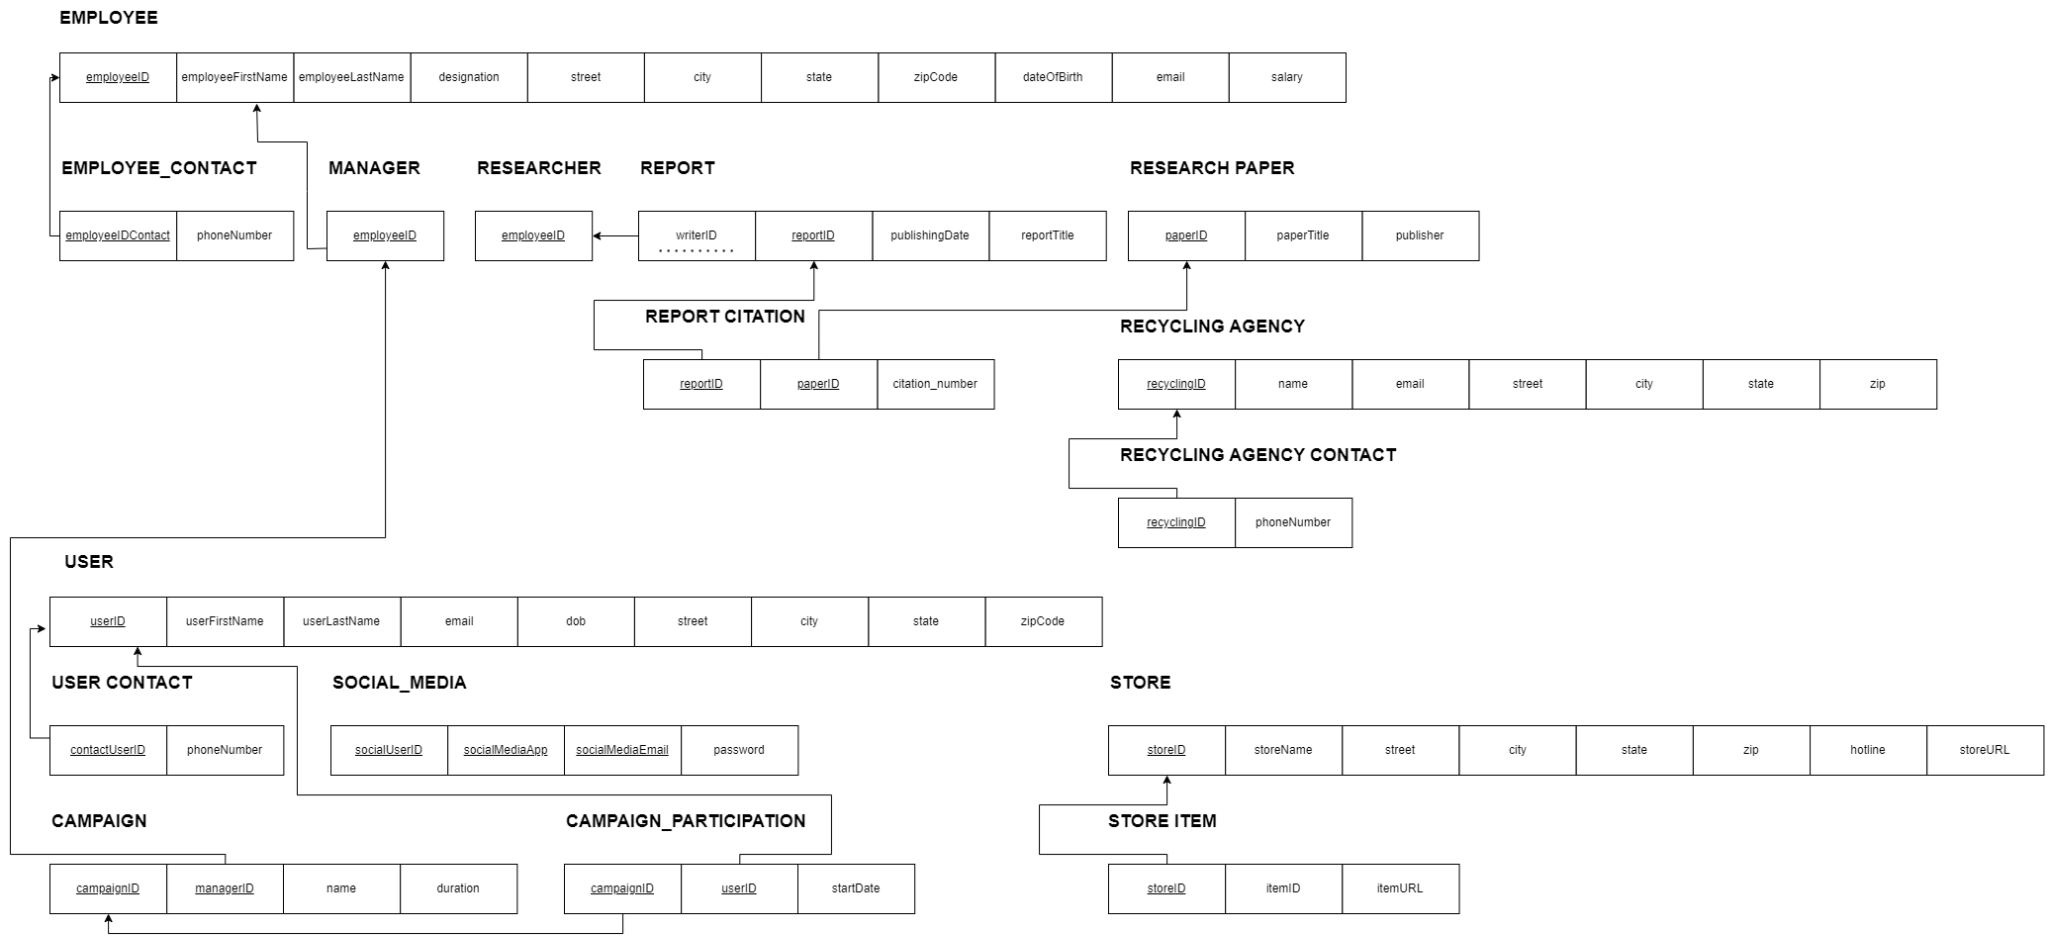 EMPLOYEE
employeeID employeeFirstName employeeLastName designation street city state zipCode dateOfBirth email salary
EMPLOYEE_CONTACT MANAGER RESEARCHER REPORT RESEARCH PAPER
employeeIDContact phoneNumber employeeID employeeID writerID reportID publishingDate reportTitle paperID paperTitle publisher
REPORT CITATION
RECYCLING AGENCY
reportID paperID citation_number recyclingID name email street city state zip
RECYCLING AGENCY CONTACT
recyclingID phoneNumber
USER
userID userFirstName userLastName email dob street city state zipCode
USER CONTACT SOCIAL_MEDIA STORE
contactUserID phoneNumber socialUserID socialMediaApp socialMediaEmail password storeID storeName street city state zip hotline storeURL
CAMPAIGN CAMPAIGN_PARTICIPATION STORE ITEM
campaignID managerID name duration campaignID userID startDate storeID itemID itemURL